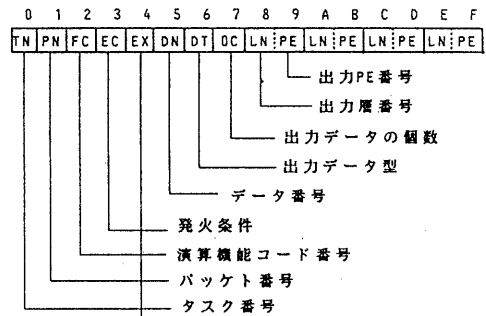 0 1 2 3 4 5 6 7 8 9 A B C D E F
TN PN FC EC EX DN DT OC LN PE LN PE LN PE LN PE
出力PE番号
出力層番号
出力データの個数
出力データ型
データ番号
発火条件
演算機能コード番号
パッケト番号
タスク番号